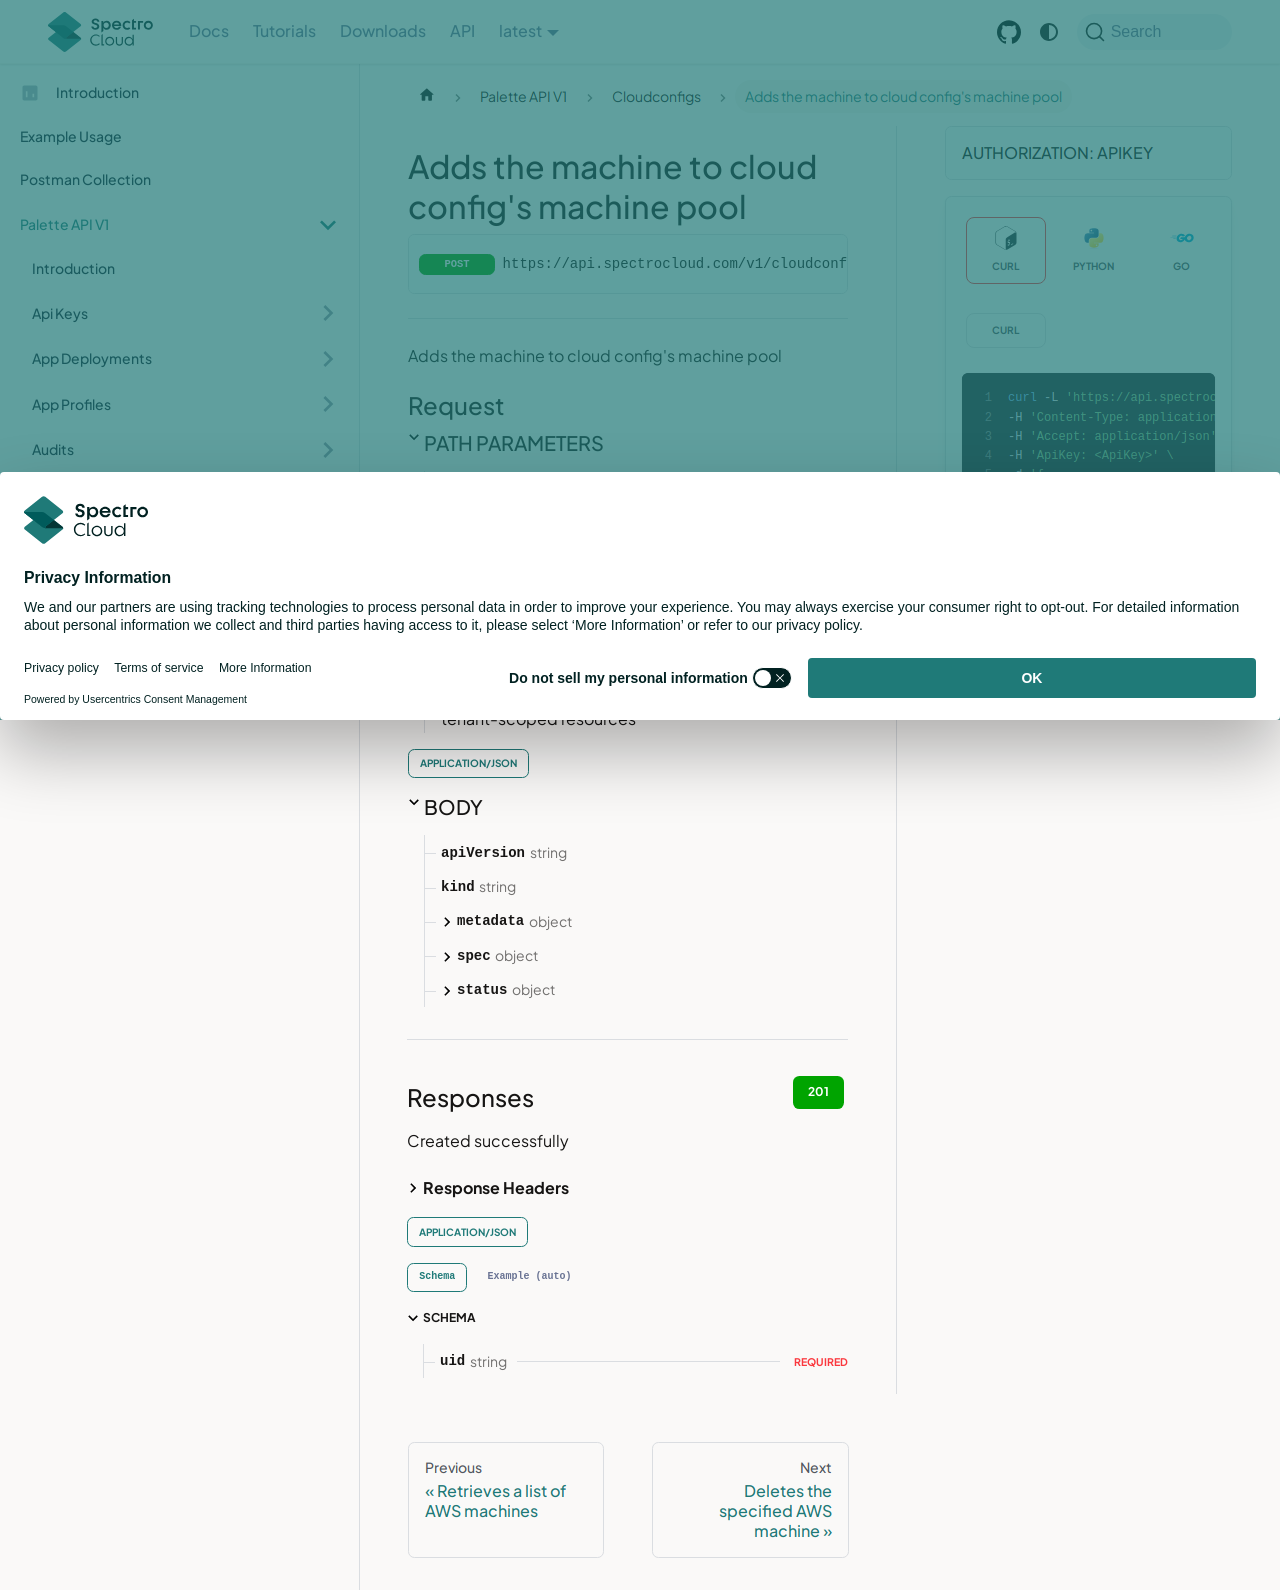 Spectro
Cloud
Docs
Tutorials
Downloads
API
latest
Search
Introduction
Example Usage
Postman Collection
Palette API V1
Introduction
Api Keys
App Deployments
App Profiles
Audits
Palette API V1
Cloudconfigs
Adds the machine to cloud config's machine pool
Adds the machine to cloud
config's machine pool
POST https://api.spectrocloud.com/v1/cloudconf
Adds the machine to cloud config's machine pool
Request
PATH PARAMETERS
AUTHORIZATION: APIKEY
CURL
PYTHON
GO
CURL
1 curl -L 'https://api.spectroc
2 -H 'Content-Type: application
3 -H 'Accept: application/json'
4 -H 'ApiKey: <ApiKey>' \
Spectro
Cloud
Privacy Information
We and our partners are using tracking technologies to process personal data in order to improve your experience. You may always exercise your consumer right to opt-out. For detailed information
about personal information we collect and third parties having access to it, please select ‘More Information’ or refer to our privacy policy.
Privacy policy
Terms of service
More Information
Do not sell my personal information
OK
Powered by Usercentrics Consent Management
tenant-scoped resources
APPLICATION/JSON
BODY
apiVersion string
kind string
metadata object
spec object
status object
Responses
201
Created successfully
Response Headers
APPLICATION/JSON
Schema
Example (auto)
SCHEMA
uid string
REQUIRED
Previous
« Retrieves a list of
AWS machines
Next
Deletes the
specified AWS
machine »